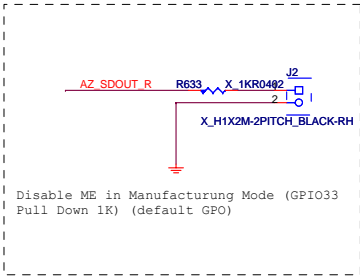 J2
AZ_SDOUT_R R633 X_1KR0402
2
X_H1X2M-2PITCH_BLACK-RH
Disable ME in Manufacturung Mode (GPIO33
Pull Down 1K) (default GPO)